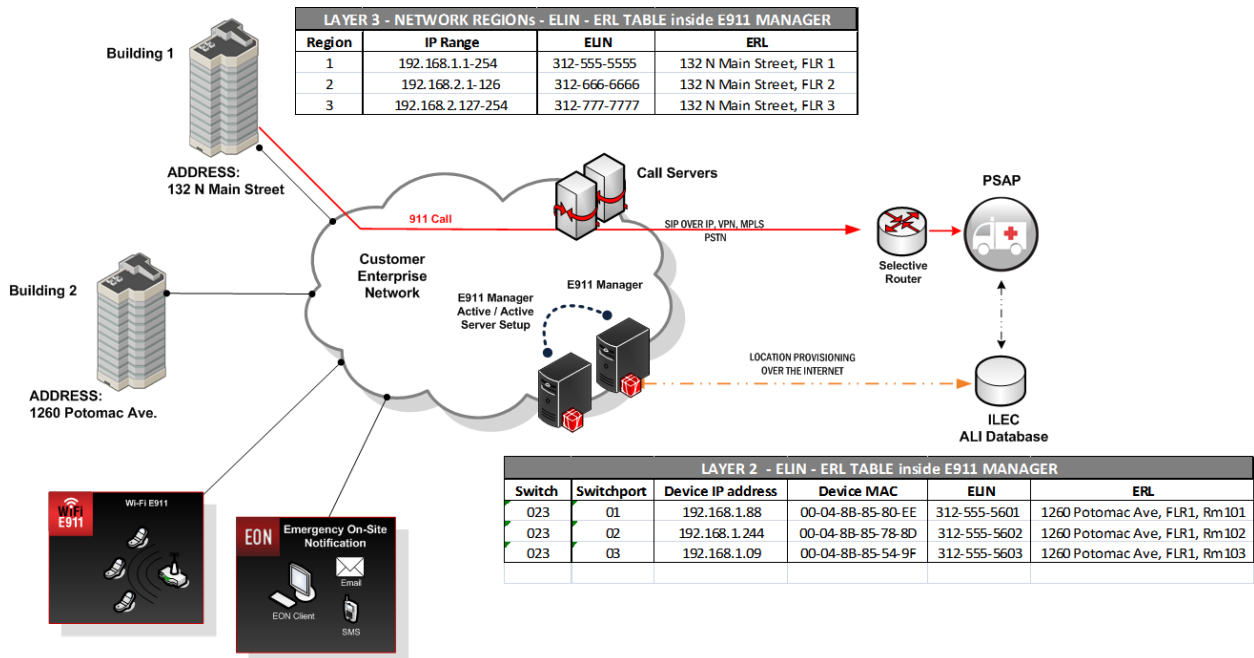 LAYER 3 - NETWORK REGIONs - ELIN - ERL TABLE inside E911 MANAGER
Region IP Range ELIN ERL
1 192.168.1.1-254 312-555-5555 132 N Main Street, FLR 1
2 192.168.2.1-126 312-666-6666 132 N Main Street, FLR 2
3 192.168.2.127-254 312-777-7777 132 N Main Street, FLR 3
Building 1
ADDRESS:
132 N Main Street
Call Servers
PSAP
911 Call
SIP OVER IP, VPN, MPLS
PSTN
Selective
Router
Customer
Enterprise
Network
Building 2
ADDRESS:
1260 Potomac Ave.
E911 Manager
E911 Manager
Active / Active
Server Setup
LOCATION PROVISIONING
OVER THE INTERNET
ILEC
ALI Database
LAYER 2 - ELIN - ERL TABLE inside E911 MANAGER
Switch Switchport Device IP address Device MAC ELIN ERL
023 01 192.168.1.88 00-04-8B-85-80-EE 312-555-5601 1260 Potomac Ave, FLR1, Rm101
023 02 192.168.1.244 00-04-8B-85-78-8D 312-555-5602 1260 Potomac Ave, FLR1, Rm102
023 03 192.168.1.09 00-04-8B-85-54-9F 312-555-5603 1260 Potomac Ave, FLR1, Rm103
WiFi
E911
Wi-Fi E911
EON
Emergency On-Site
Notification
Email
EON Client
SMS